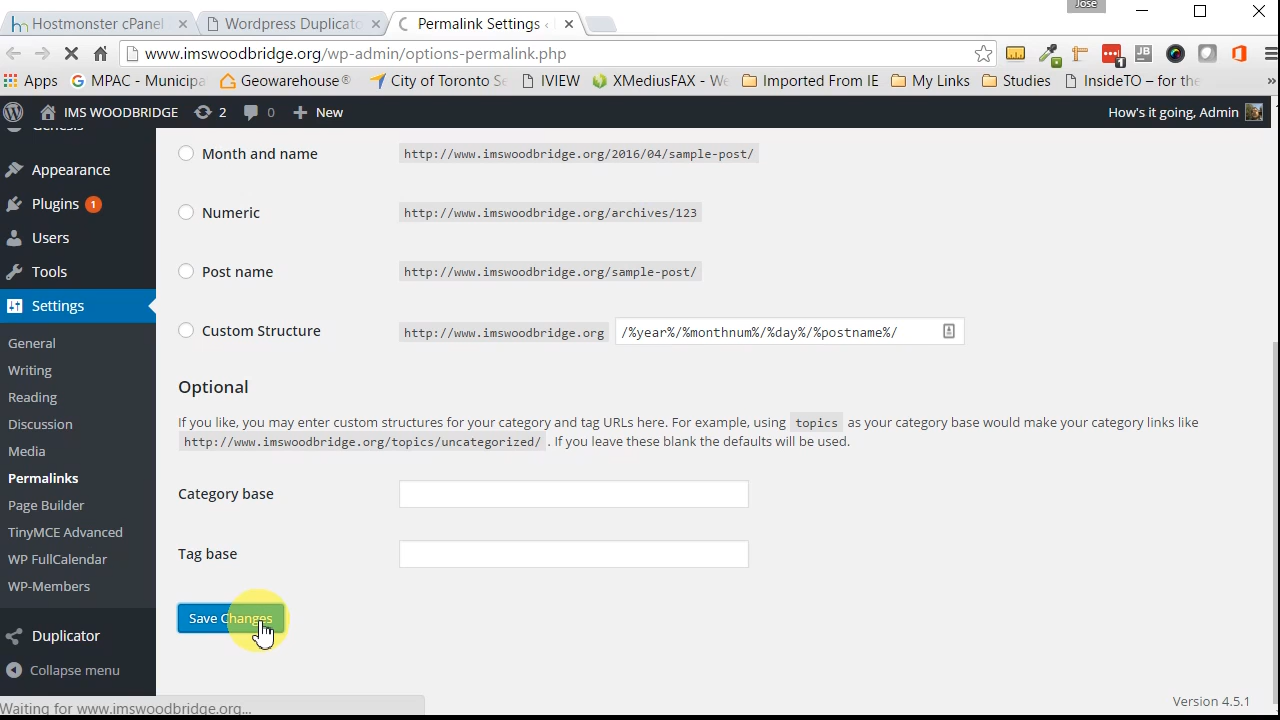 Jose
Hostmonster cPanel
Wordpress Duplicato
Permalink Settings ‹
www.imswoodbridge.org/wp-admin/options-permalink.php
Apps
MPAC - Municipa
Geowarehouse®
City of Toronto Se
IVIEW
XMediusFAX - We
Imported From IE
My Links
Studies
InsideTO – for the
IMS WOODBRIDGE
2
0
New
How's it going, Admin
Genesis
Appearance
Plugins 1
Users
Tools
Settings
General
Writing
Reading
Discussion
Media
Permalinks
Page Builder
TinyMCE Advanced
WP FullCalendar
WP-Members
Duplicator
Collapse menu
Month and name http://www.imswoodbridge.org/2016/04/sample-post/
Numeric http://www.imswoodbridge.org/archives/123
Post name http://www.imswoodbridge.org/sample-post/
Custom Structure http://www.imswoodbridge.org /%year%/%monthnum%/%day%/%postname%/
Optional
If you like, you may enter custom structures for your category and tag URLs here. For example, using topics as your category base would make your category links like
http://www.imswoodbridge.org/topics/uncategorized/ . If you leave these blank the defaults will be used.
Category base
Tag base
Save Changes
Version 4.5.1
Waiting for www.imswoodbridge.org...